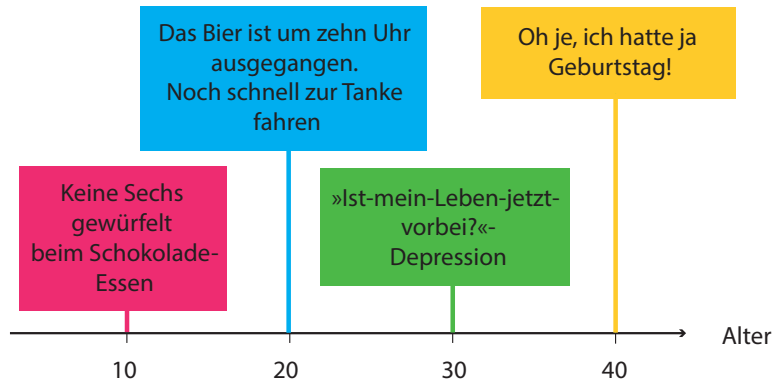 Das Bier ist um zehn Uhr
ausgegangen.
Noch schnell zur Tanke
fahren
Oh je, ich hatte ja
Geburtstag!
Keine Sechs
gewürfelt
beim Schokolade-
Essen
»Ist-mein-Leben-jetzt-
vorbei?«-
Depression
Alter
10
20
30
40